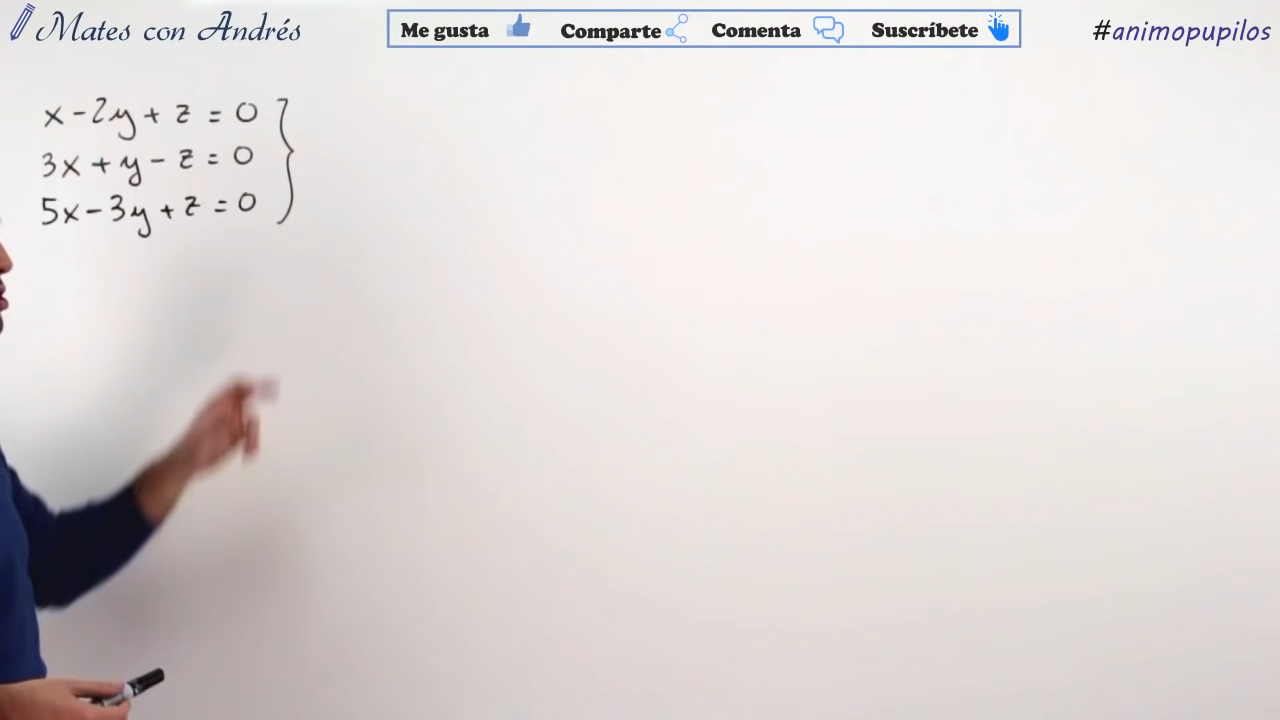 Mates con Andrés
Me gusta Comparte Comenta Suscríbete
#animopupilos
x - 2y + z = 0
3x + y - z = 0
5x - 3y + z = 0